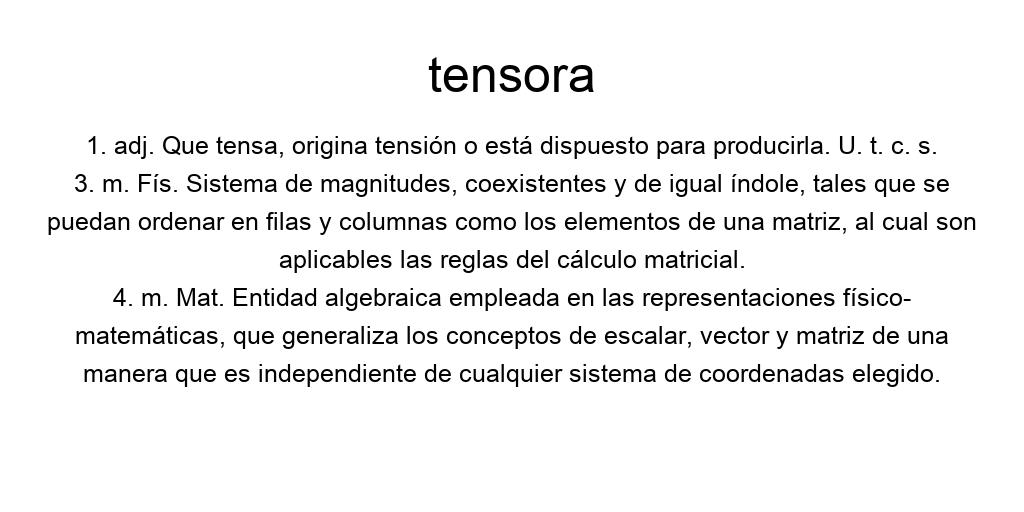 tensora
1. adj. Que tensa, origina tensión o está dispuesto para producirla. U. t. c. s.
3. m. Fís. Sistema de magnitudes, coexistentes y de igual índole, tales que se
puedan ordenar en filas y columnas como los elementos de una matriz, al cual son
aplicables las reglas del cálculo matricial.
4. m. Mat. Entidad algebraica empleada en las representaciones físico-
matemáticas, que generaliza los conceptos de escalar, vector y matriz de una
manera que es independiente de cualquier sistema de coordenadas elegido.